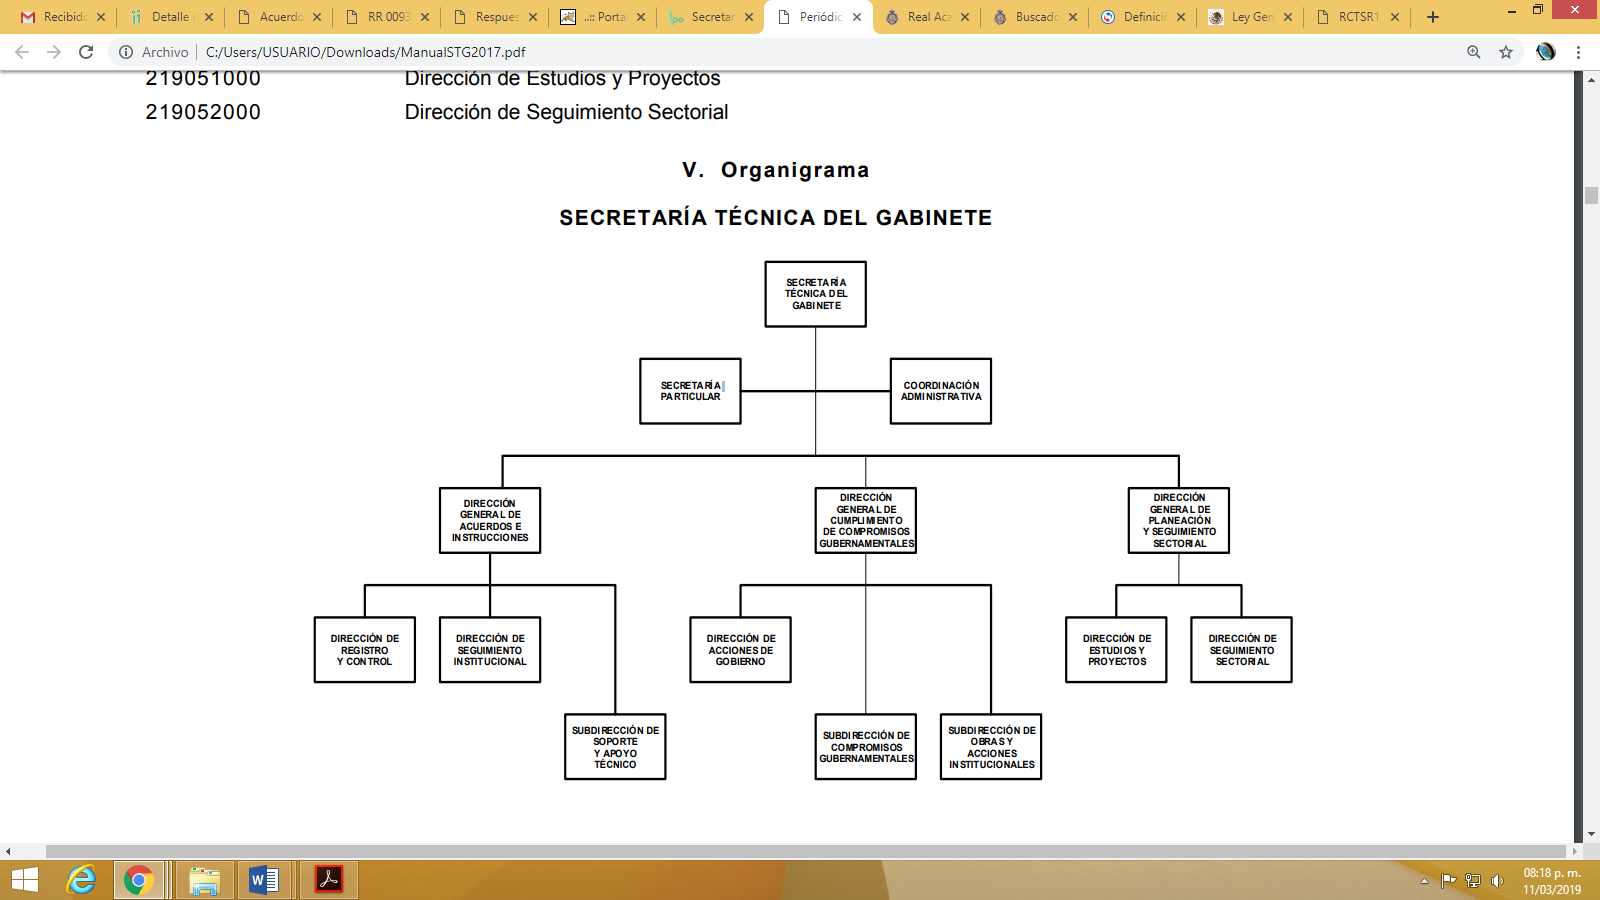 Recibido
Detalle d
Acuerdo
RR 0093
Respues
..:: Portal
Secretar
Periódic
Real Aca
Buscado
Definició
Ley Gen
RCTSR1
Archivo
C:/Users/USUARIO/Downloads/ManualSTG2017.pdf
219051000 Dirección de Estudios y Proyectos
219052000 Dirección de Seguimiento Sectorial
V. Organigrama
SECRETARÍA TÉCNICA DEL GABINETE
SECRETARÍA
TÉCNICA DEL
GABINETE
SECRETARÍA
PARTICULAR
COORDINACIÓN
ADMINISTRATIVA
DIRECCIÓN
GENERAL DE
ACUERDOS E
INSTRUCCIONES
DIRECCIÓN
GENERAL DE
CUMPLIMIENTO
DE COMPROMISOS
GUBERNAMENTALES
DIRECCIÓN
GENERAL DE
PLANEACIÓN
Y SEGUIMIENTO
SECTORIAL
DIRECCIÓN DE
REGISTRO
Y CONTROL
DIRECCIÓN DE
SEGUIMIENTO
INSTITUCIONAL
DIRECCIÓN DE
ACCIONES DE
GOBIERNO
DIRECCIÓN DE
ESTUDIOS Y
PROYECTOS
DIRECCIÓN DE
SEGUIMIENTO
SECTORIAL
SUBDIRECCIÓN DE
SOPORTE
Y APOYO
TÉCNICO
SUBDIRECCIÓN DE
COMPROMISOS
GUBERNAMENTALES
SUBDIRECCIÓN DE
OBRAS Y
ACCIONES
INSTITUCIONALES
08:18 p. m.
11/03/2019